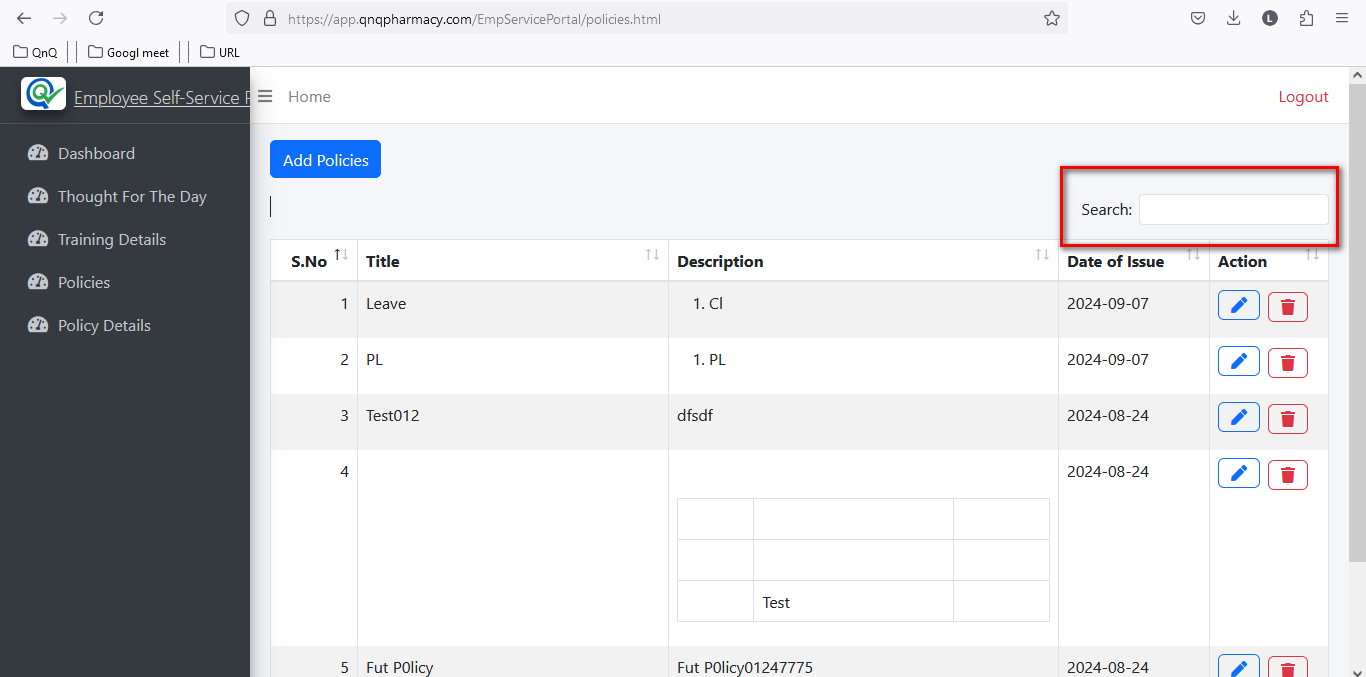 https://app.qnqpharmacy.com/EmpServicePortal/policies.html
L
QnQ
Googl meet
URL
Employee Self-Service P
Home
Logout
Dashboard
Thought For The Day
Training Details
Policies
Policy Details
Add Policies
Search:
S.No Title Description Date of Issue Action
1 Leave 1. Cl 2024-09-07
2 PL 1. PL 2024-09-07
3 Test012 dfsdf 2024-08-24
4 2024-08-24
Test
5 Fut P0licy Fut P0licy01247775 2024-08-24